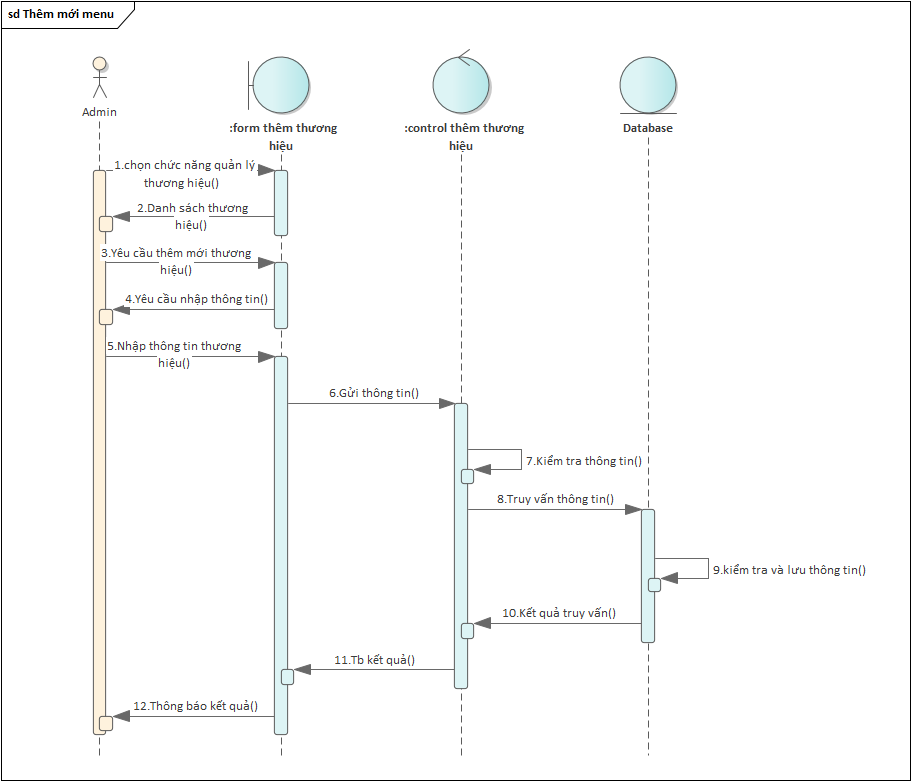 sd Thêm mới menu
Admin
:form thêm thương
hiệu
:control thêm thương
hiệu
Database
1.chọn chức năng quản lý
thương hiệu()
2.Danh sách thương
hiệu()
3.Yêu cầu thêm mới thương
hiệu()
4.Yêu cầu nhập thông tin()
5.Nhập thông tin thương
hiệu()
6.Gửi thông tin()
7.Kiểm tra thông tin()
8.Truy vấn thông tin()
9.kiểm tra và lưu thông tin()
10.Kết quả truy vấn()
11.Tb kết quả()
12.Thông báo kết quả()